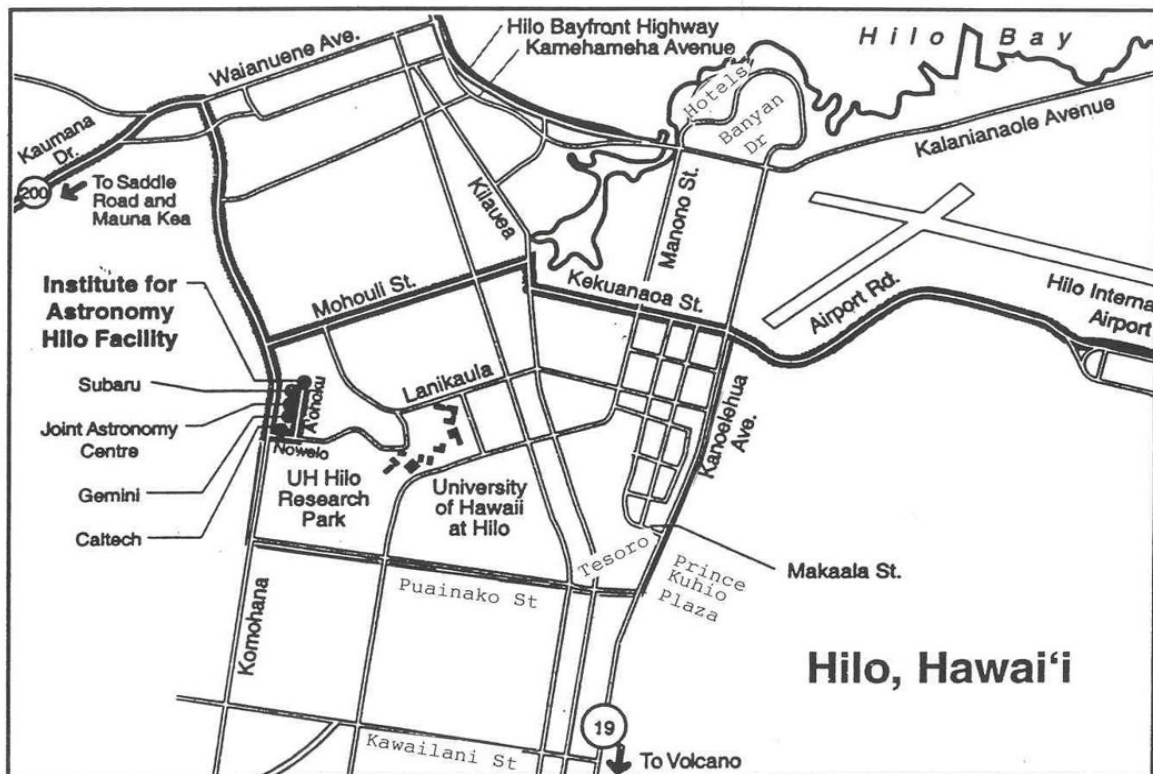 Hilo Bayfront Highway
Kamehameha Avenue
Hilo Bay
Waianuene Ave.
Hotels
Banyan
Dr
Kalanianaole Avenue
Kaumana
Dr.
200
To Saddle
Road and
Mauna Kea
Kilauea
Manono St.
Institute for
Astronomy
Hilo Facility
Mohouli St.
Kekuanaoa St.
Airport Rd.
Hilo Interna
Airport
Subaru
Joint Astronomy
Centre
Gemini
Caltech
A'ohoku
Nowelo
Lanikaula
UH Hilo
Research
Park
University
of Hawaii
at Hilo
Kanoelehua
Ave.
Tesoro
Prince
Kuhio
Plaza
Makaala St.
Puainako St
Komohana
Hilo, Hawai‘i
19
Kawailani St
To Volcano